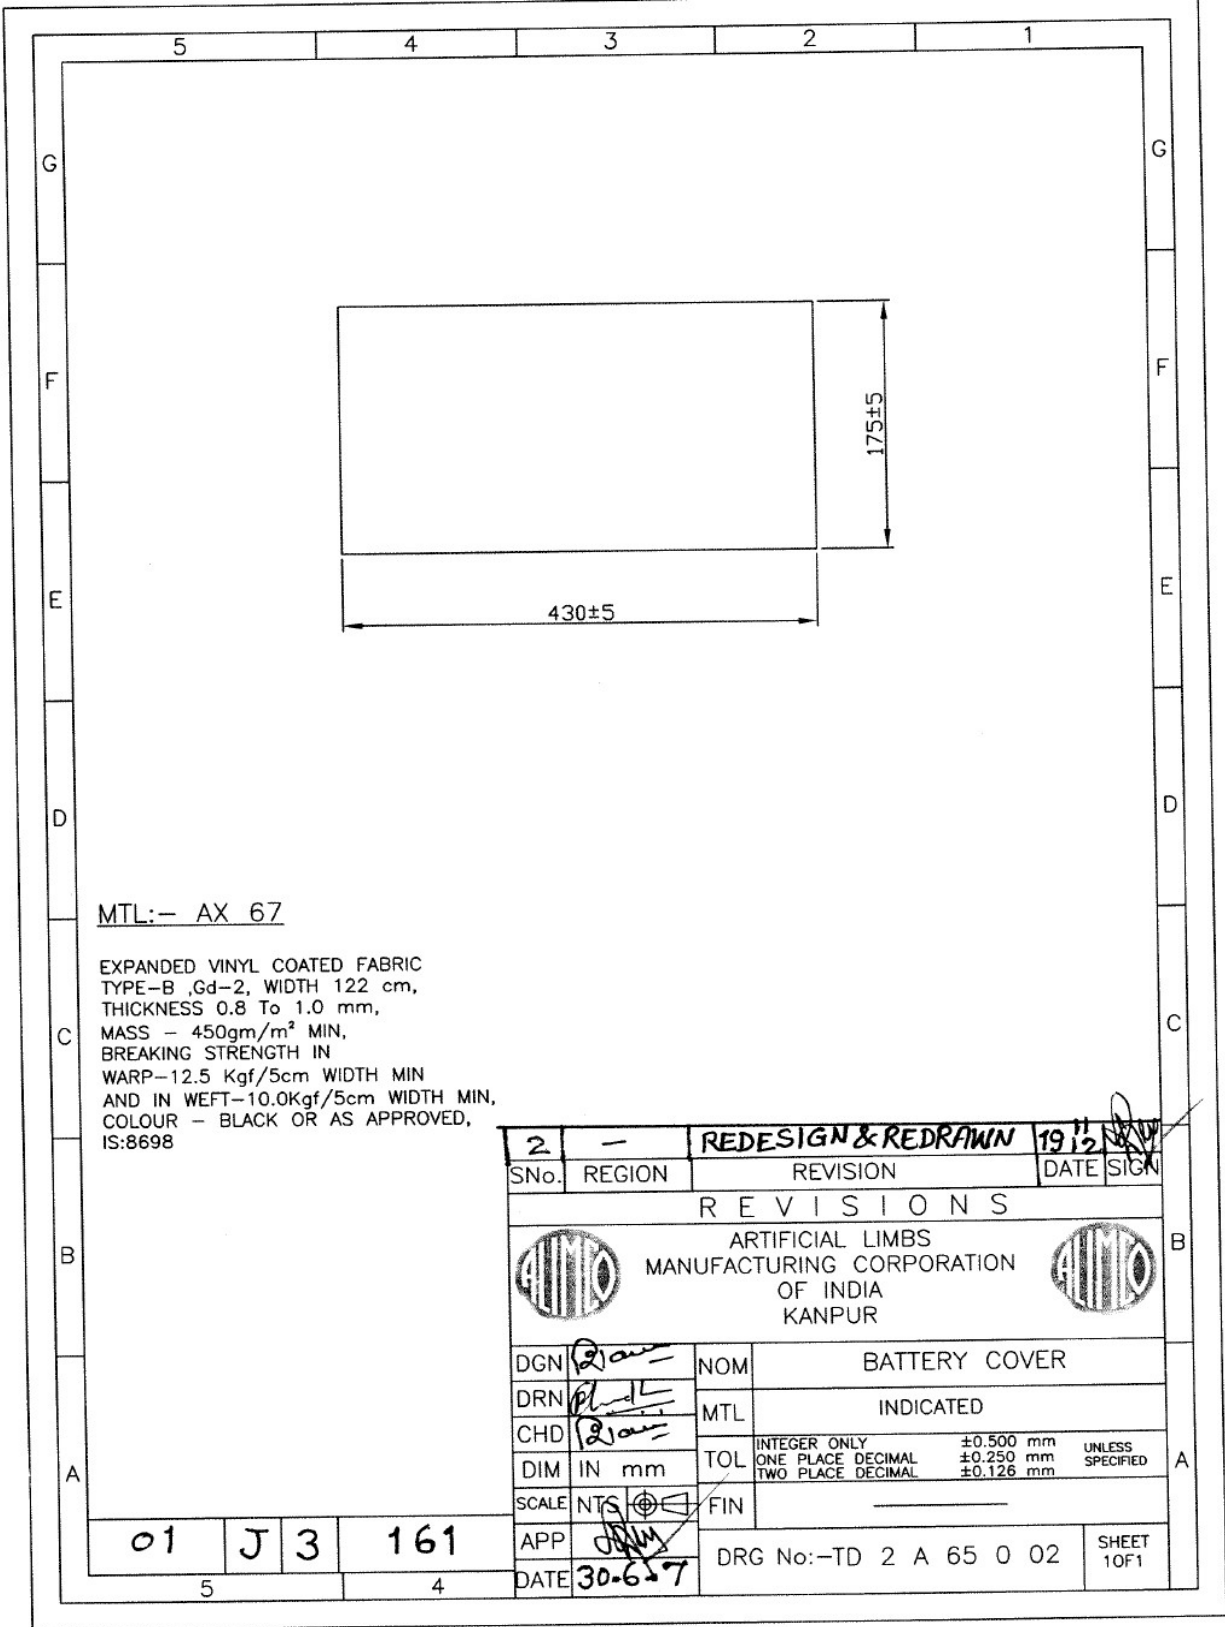 5 4 3 2 1
G G
F F
E E
D D
C C
B B
A A
175±5
430±5
MTL:- AX 67
EXPANDED VINYL COATED FABRIC
TYPE-B ,Gd-2, WIDTH 122 cm,
THICKNESS 0.8 To 1.0 mm,
MASS - 450gm/m² MIN,
BREAKING STRENGTH IN
WARP-12.5 Kgf/5cm WIDTH MIN
AND IN WEFT-10.0Kgf/5cm WIDTH MIN,
COLOUR - BLACK OR AS APPROVED,
IS:8698
2 - REDESIGN & REDRAWN
SNo. REGION REVISION DATE SIGN
REVISIONS
ALIMCO ALIMCO
ARTIFICIAL LIMBS
MANUFACTURING CORPORATION
OF INDIA
KANPUR
DGN
DRN
CHD
DIM IN mm
SCALE NTS
APP
DATE 30-6-
NOM BATTERY COVER
MTL INDICATED
TOL
INTEGER ONLY ±0.500 mm
ONE PLACE DECIMAL ±0.250 mm
TWO PLACE DECIMAL ±0.126 mm
UNLESS
SPECIFIED
FIN
DRG No:-TD 2 A 65 0 02
SHEET
1OF1
01 J 3 161
5 4